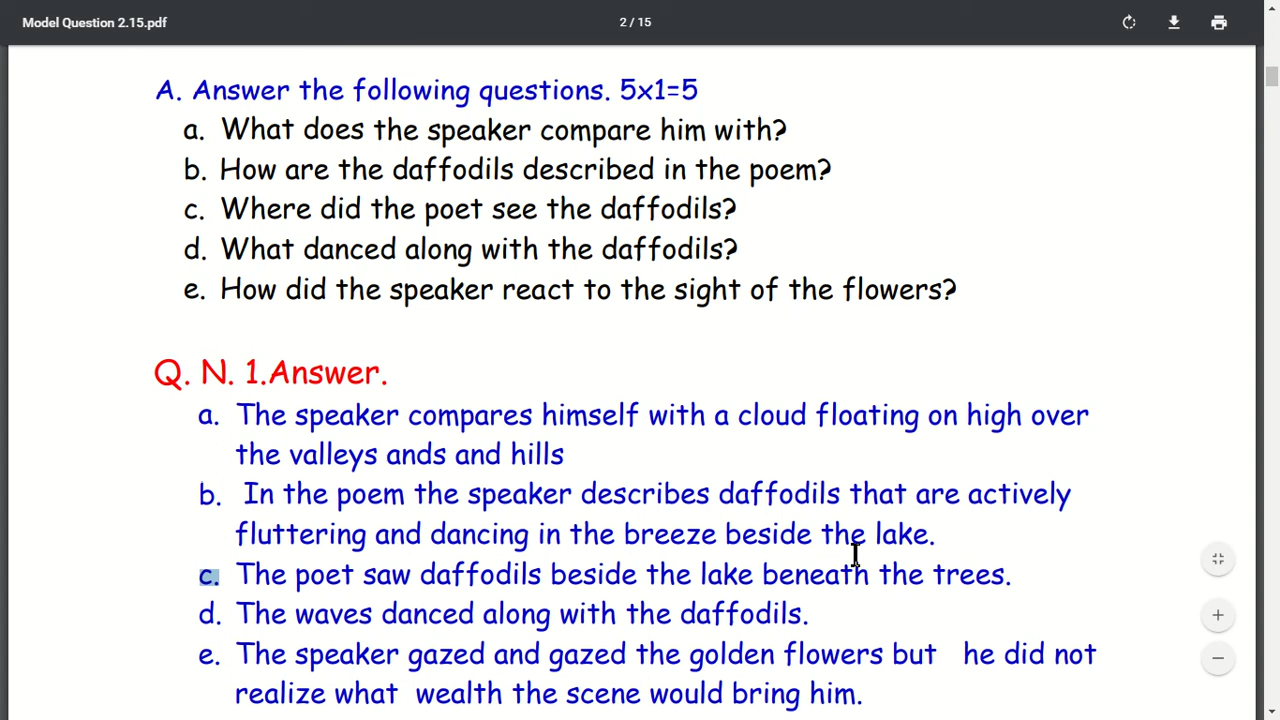 Model Question 2.15.pdf
2 / 15
A. Answer the following questions. 5x1=5
a. What does the speaker compare him with?
b. How are the daffodils described in the poem?
c. Where did the poet see the daffodils?
d. What danced along with the daffodils?
e. How did the speaker react to the sight of the flowers?
Q. N. 1.Answer.
a. The speaker compares himself with a cloud floating on high over
the valleys ands and hills
b. In the poem the speaker describes daffodils that are actively
fluttering and dancing in the breeze beside the lake.
c. The poet saw daffodils beside the lake beneath the trees.
d. The waves danced along with the daffodils.
e. The speaker gazed and gazed the golden flowers but he did not
realize what wealth the scene would bring him.